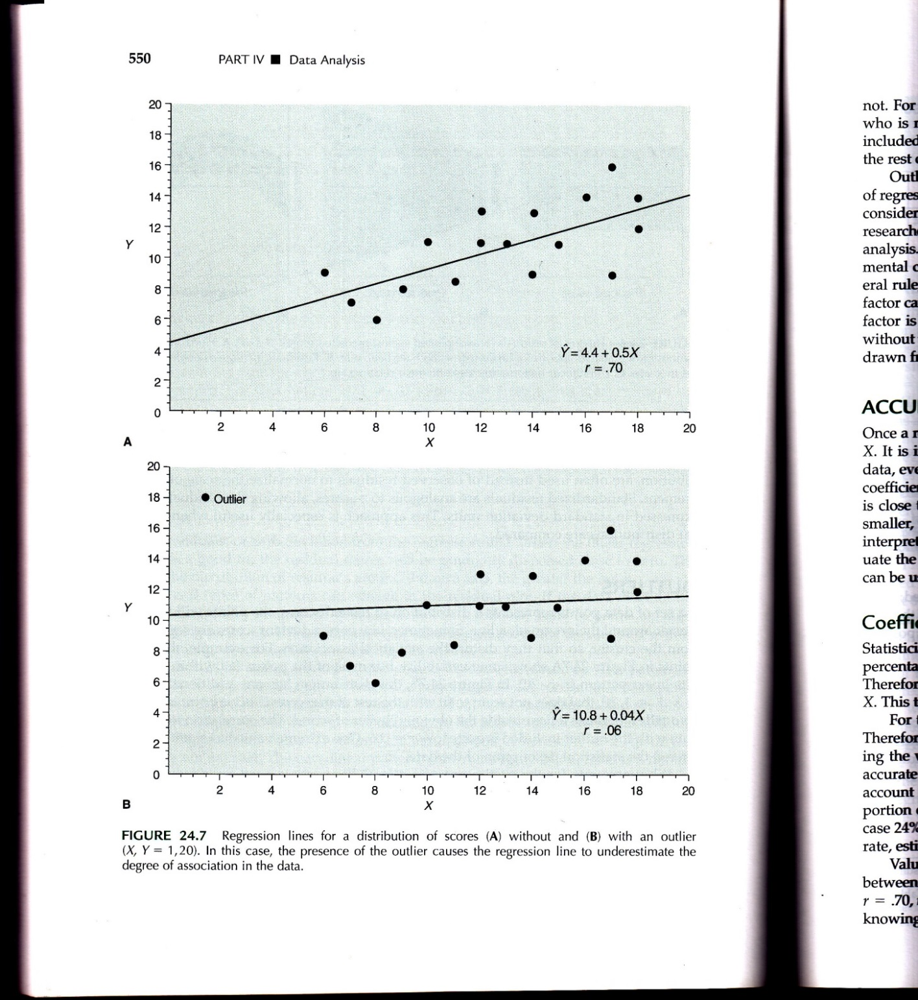 550 PART IV ■ Data Analysis
20
18
16
14
12
Y
10
8
6
4
2
0
Ŷ = 4.4 + 0.5X
r = .70
2 4 6 8 10 12 14 16 18 20
A
X
20
18
Outlier
16
14
12
Y
10
8
6
4
2
0
Ŷ = 10.8 + 0.04X
r = .06
2 4 6 8 10 12 14 16 18 20
B
X
FIGURE 24.7 Regression lines for a distribution of scores (A) without and (B) with an outlier
(X, Y = 1,20). In this case, the presence of the outlier causes the regression line to underestimate the
degree of association in the data.
not. For
who is
included
the rest
of regres
consider
research
analysis.
mental
eral rule
factor ca
factor is
without
drawn
ACCU
Once a
X. It is
data, eve
coefficie
is close
smaller,
interpret
uate the
can be
Coeffi
Statistici
percenta
Therefor
X. This
For
Therefor
ing the
accurate
account
portion
case 24%
rate, esti
Valu
between
r = .70,
knowing